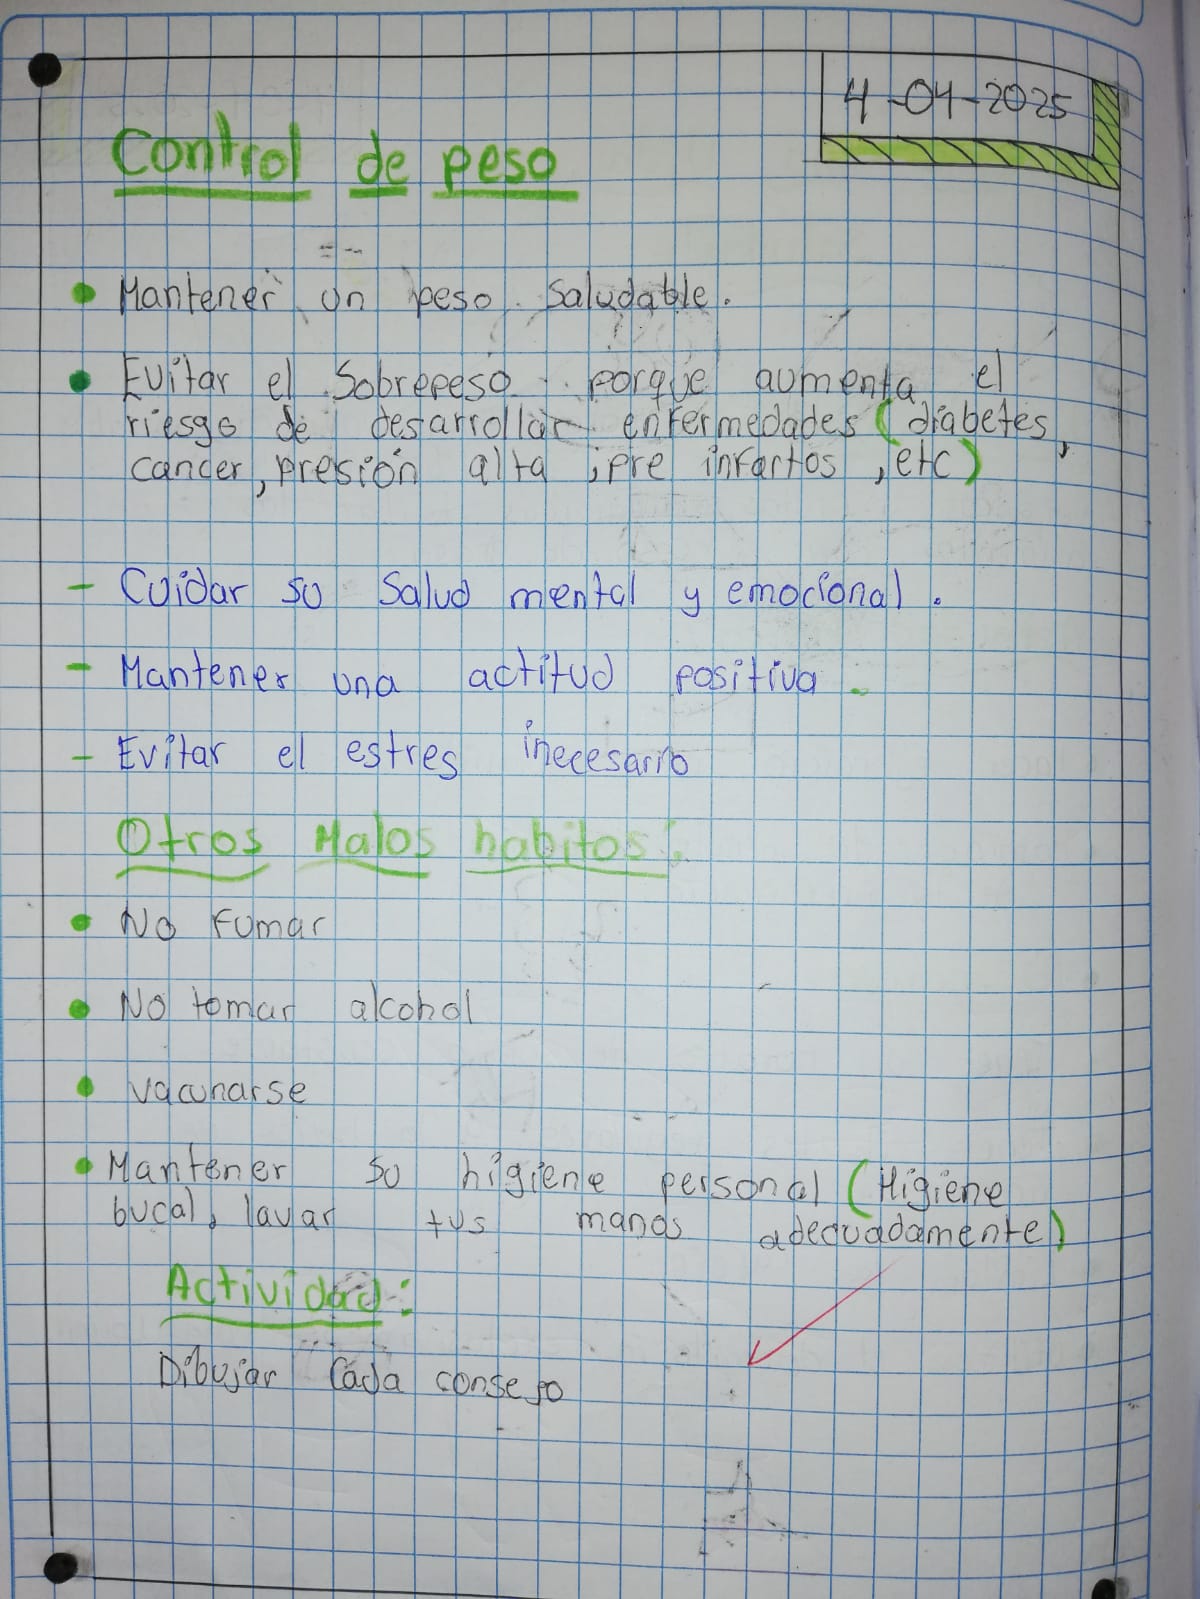 4-04-2025
Control de peso
• Mantener un peso saludable.
• Evitar el sobrepeso porque aumenta el
riesgo de desarrollar enfermedades (diabetes,
cancer, presión alta, pre infartos, etc)
- Cuidar su salud mental y emocional.
- Mantener una actitud positiva.
- Evitar el estres inecesario
Otros Malos habitos:
• No fumar
• No tomar alcohol
• vacunarse
• Mantener su higiene personal (Higiene
bucal, lavar tus manos adecuadamente)
Actividad:
Dibujar cada consejo